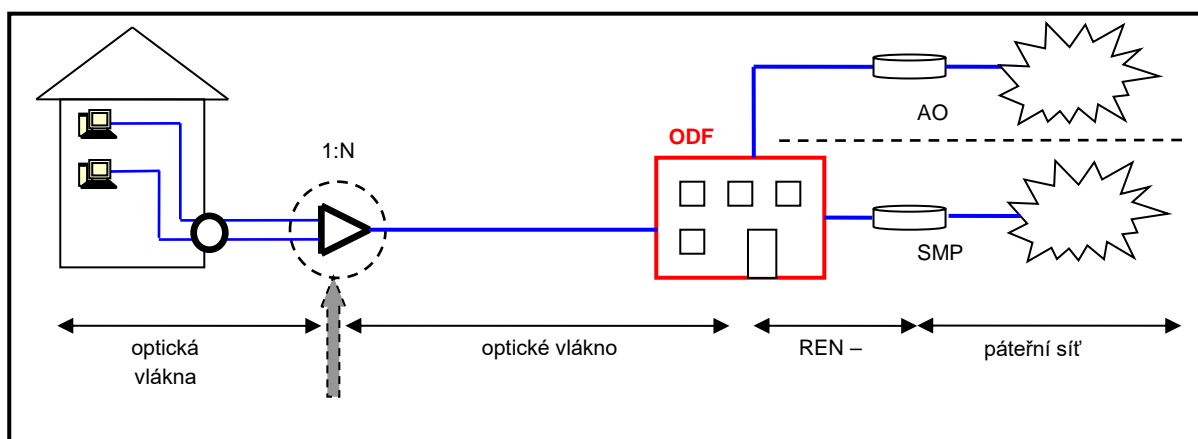 AO
ODF
1:N
SMP
optická
vlákna
optické vlákno
REN –
páteřní síť